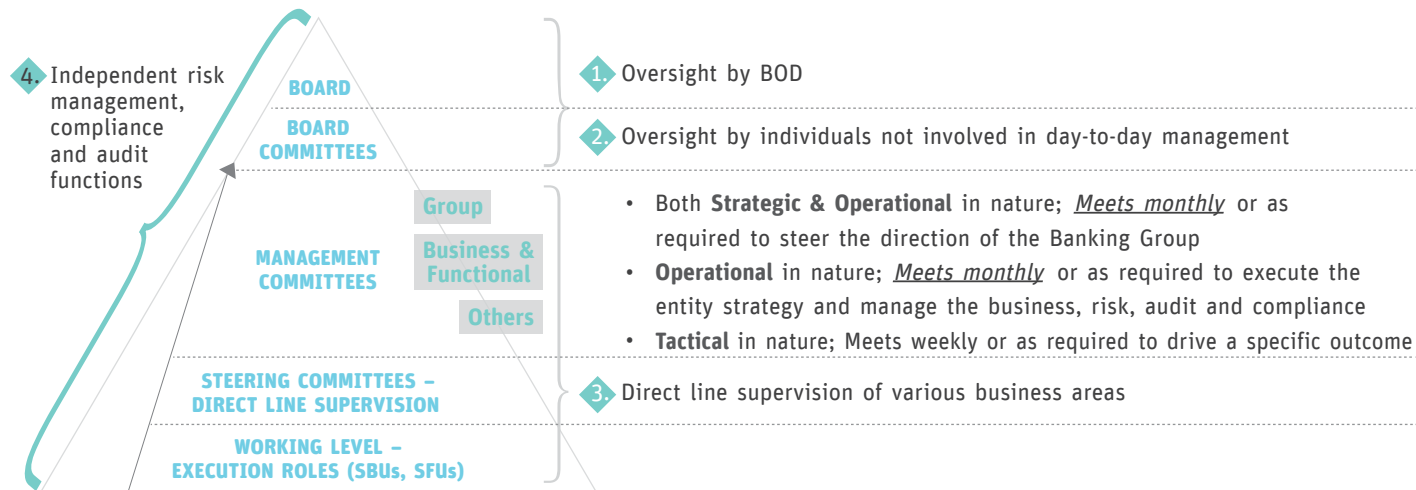 4. Independent risk
management,
compliance
and audit
functions
BOARD
BOARD
COMMITTEES
MANAGEMENT
COMMITTEES
Group
Business &
Functional
Others
STEERING COMMITTEES –
DIRECT LINE SUPERVISION
WORKING LEVEL –
EXECUTION ROLES (SBUs, SFUs)
1. Oversight by BOD
2. Oversight by individuals not involved in day-to-day management
• Both Strategic & Operational in nature; Meets monthly or as
required to steer the direction of the Banking Group
• Operational in nature; Meets monthly or as required to execute the
entity strategy and manage the business, risk, audit and compliance
• Tactical in nature; Meets weekly or as required to drive a specific outcome
3. Direct line supervision of various business areas